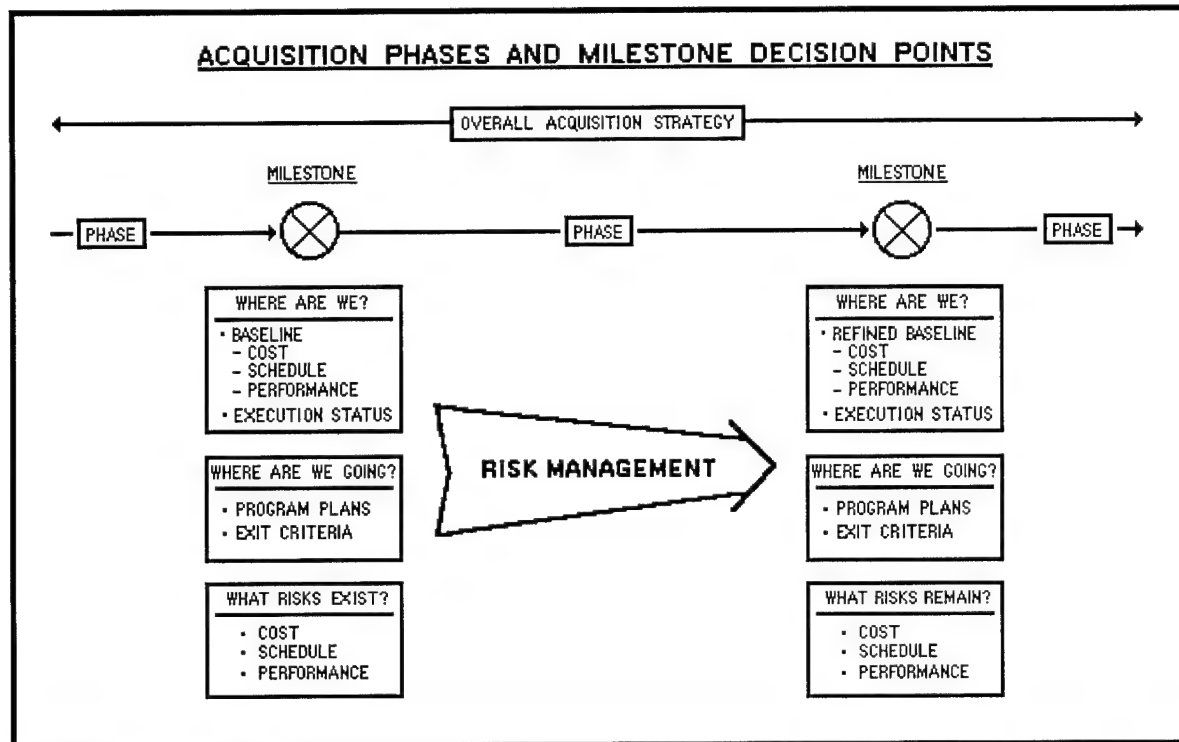 ACQUISITION PHASES AND MILESTONE DECISION POINTS
OVERALL ACQUISITION STRATEGY
MILESTONE
MILESTONE
PHASE
PHASE
PHASE
WHERE ARE WE?
· BASELINE
- COST
- SCHEDULE
- PERFORMANCE
· EXECUTION STATUS
WHERE ARE WE GOING?
· PROGRAM PLANS
· EXIT CRITERIA
WHAT RISKS EXIST?
· COST
· SCHEDULE
· PERFORMANCE
RISK MANAGEMENT
WHERE ARE WE?
· REFINED BASELINE
- COST
- SCHEDULE
- PERFORMANCE
· EXECUTION STATUS
WHERE ARE WE GOING?
· PROGRAM PLANS
· EXIT CRITERIA
WHAT RISKS REMAIN?
· COST
· SCHEDULE
· PERFORMANCE